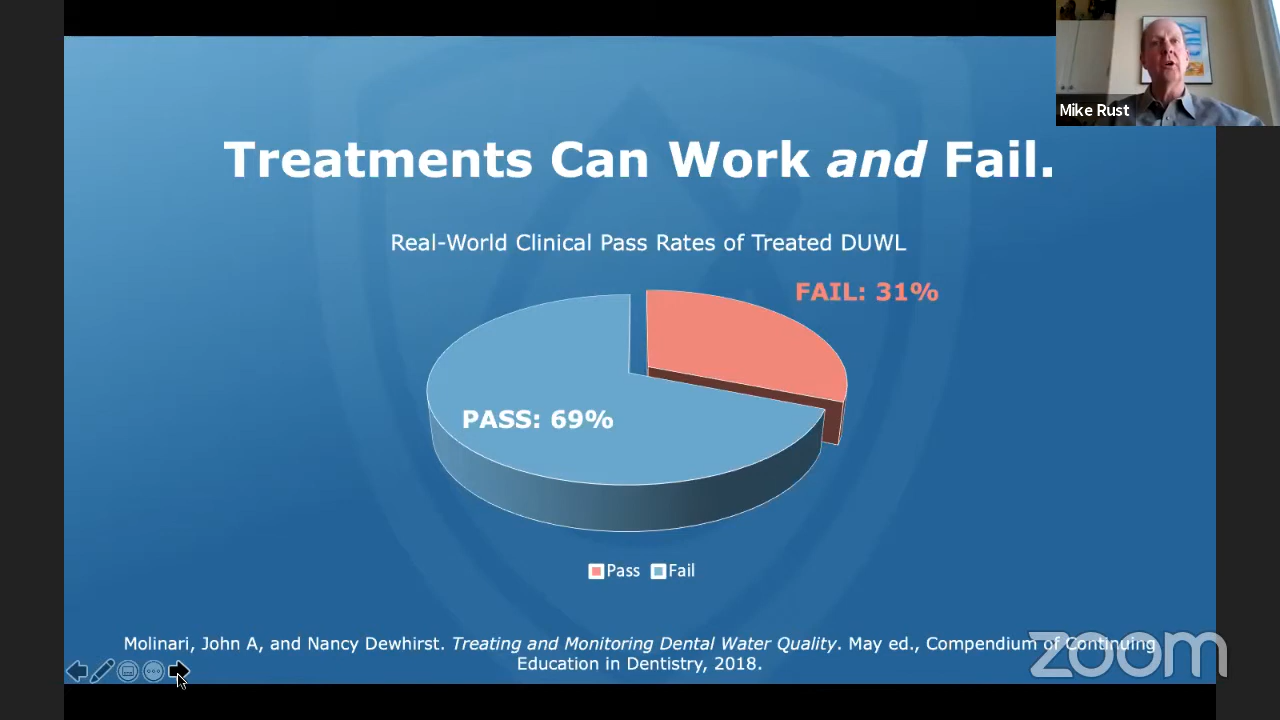 Mike Rust
Treatments Can Work and Fail.
Real-World Clinical Pass Rates of Treated DUWL
FAIL: 31%
PASS: 69%
Pass Fail
Molinari, John A, and Nancy Dewhirst. Treating and Monitoring Dental Water Quality. May ed., Compendium of Continuing
Education in Dentistry, 2018.
zoom